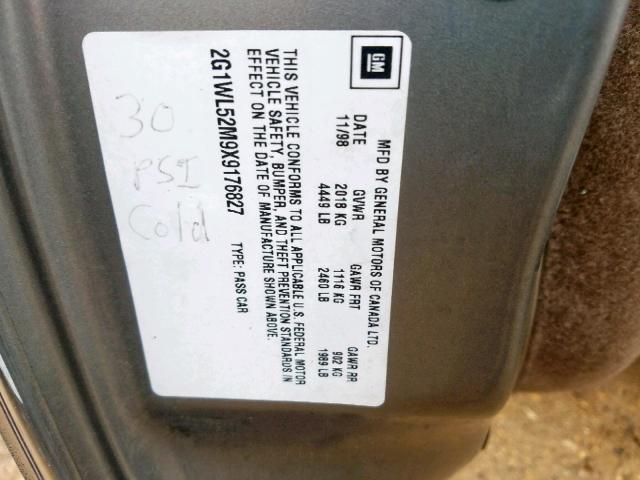 GM
MFD BY GENERAL MOTORS OF CANADA LTD.
DATE GVWR GAWR FRT GAWR RR
11/98 2018 KG 1116 KG 902 KG
4449 LB 2460 LB 1989 LB
THIS VEHICLE CONFORMS TO ALL APPLICABLE U.S. FEDERAL MOTOR
VEHICLE SAFETY, BUMPER, AND THEFT PREVENTION STANDARDS IN
EFFECT ON THE DATE OF MANUFACTURE SHOWN ABOVE.
2G1WL52M9X9176827 TYPE: PASS CAR
30
PSI
Cold